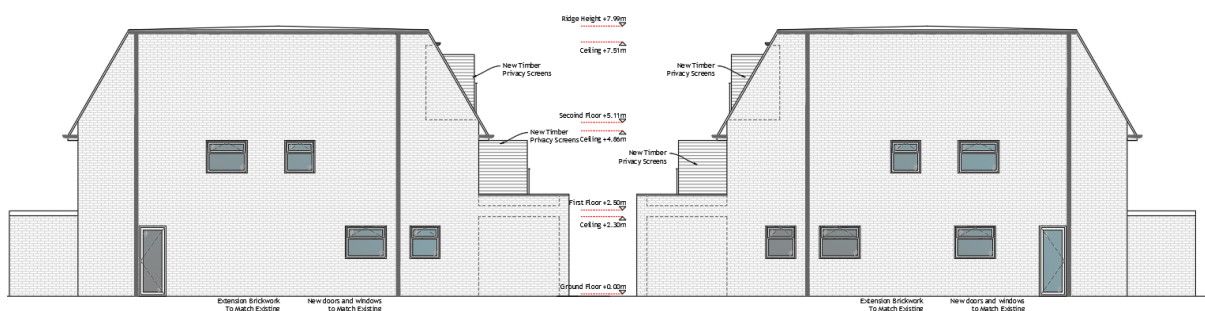 Ridge Height +7.99m
Ceiling +7.51m
New Timber
Privacy Screens
New Timber
Privacy Screens
Second Floor +5.11m
New Timber
Privacy Screens
Ceiling +4.86m
New Timber
Privacy Screens
First Floor +2.50m
Ceiling +2.30m
Ground Floor +0.00m
Extension Brickwork
To Match Existing
New doors and windows
to Match Existing
Extension Brickwork
To Match Existing
New doors and windows
to Match Existing